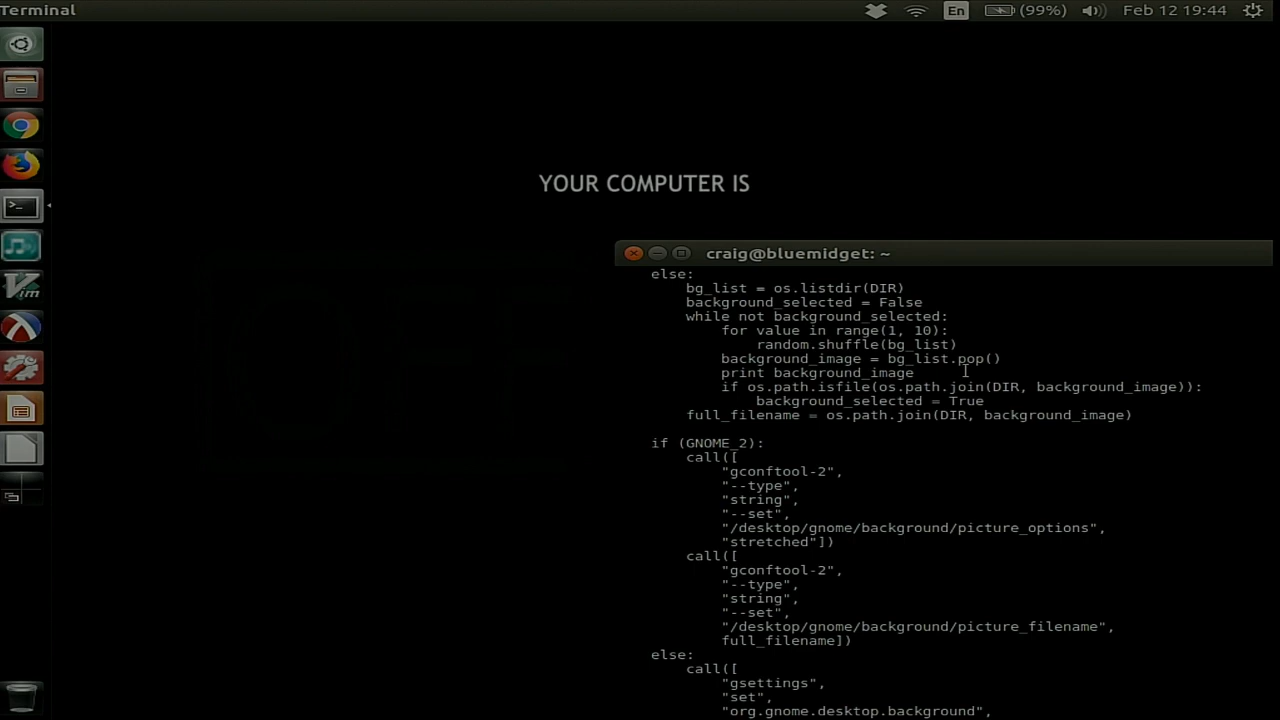 Terminal
En
(99%)
Feb 12 19:44
YOUR COMPUTER IS
craig@bluemidget: ~
else:
bg_list = os.listdir(DIR)
background_selected = False
while not background_selected:
for value in range(1, 10):
random.shuffle(bg_list)
background_image = bg_list.pop()
print background_image
if os.path.isfile(os.path.join(DIR, background_image)):
background_selected = True
full_filename = os.path.join(DIR, background_image)
if (GNOME_2):
call([
"gconftool-2",
"--type",
"string",
"--set",
"/desktop/gnome/background/picture_options",
"stretched"])
call([
"gconftool-2",
"--type",
"string",
"--set",
"/desktop/gnome/background/picture_filename",
full_filename])
else:
call([
"gsettings",
"set",
"org.gnome.desktop.background",